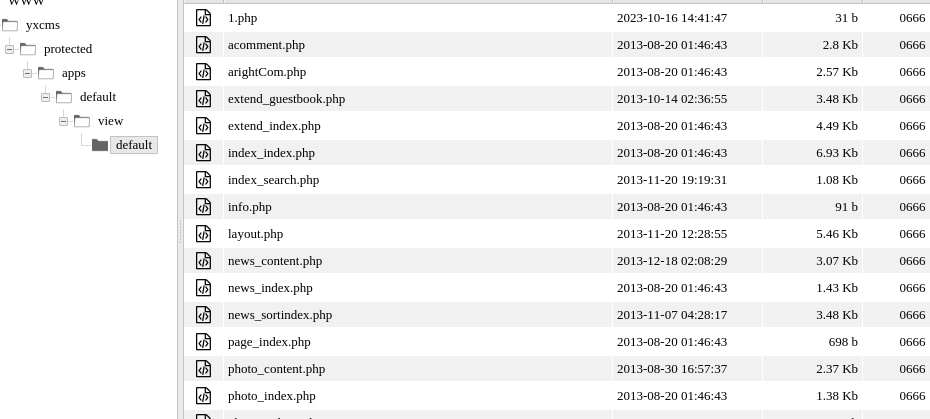 WWW
yxcms
protected
apps
default
view
default
1.php 2023-10-16 14:41:47 31 b 0666
acomment.php 2013-08-20 01:46:43 2.8 Kb 0666
arightCom.php 2013-08-20 01:46:43 2.57 Kb 0666
extend_guestbook.php 2013-10-14 02:36:55 3.48 Kb 0666
extend_index.php 2013-08-20 01:46:43 4.49 Kb 0666
index_index.php 2013-08-20 01:46:43 6.93 Kb 0666
index_search.php 2013-11-20 19:19:31 1.08 Kb 0666
info.php 2013-08-20 01:46:43 91 b 0666
layout.php 2013-11-20 12:28:55 5.46 Kb 0666
news_content.php 2013-12-18 02:08:29 3.07 Kb 0666
news_index.php 2013-08-20 01:46:43 1.43 Kb 0666
news_sortindex.php 2013-11-07 04:28:17 3.48 Kb 0666
page_index.php 2013-08-20 01:46:43 698 b 0666
photo_content.php 2013-08-30 16:57:37 2.37 Kb 0666
photo_index.php 2013-08-20 01:46:43 1.38 Kb 0666